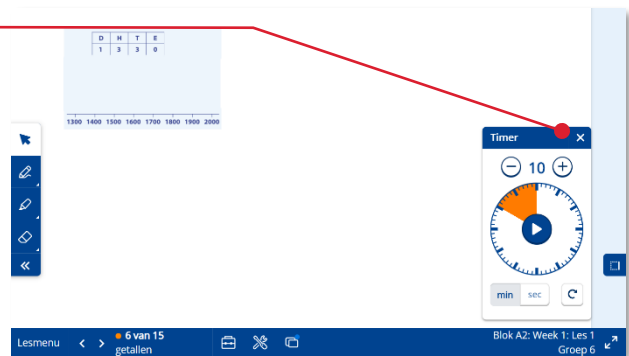 D H T E
1 3 3 0
1300 1400 1500 1600 1700 1800 1900 2000
Timer
10
min sec
Lesmenu
6 van 15
getallen
Blok A2: Week 1: Les 1
Groep 6